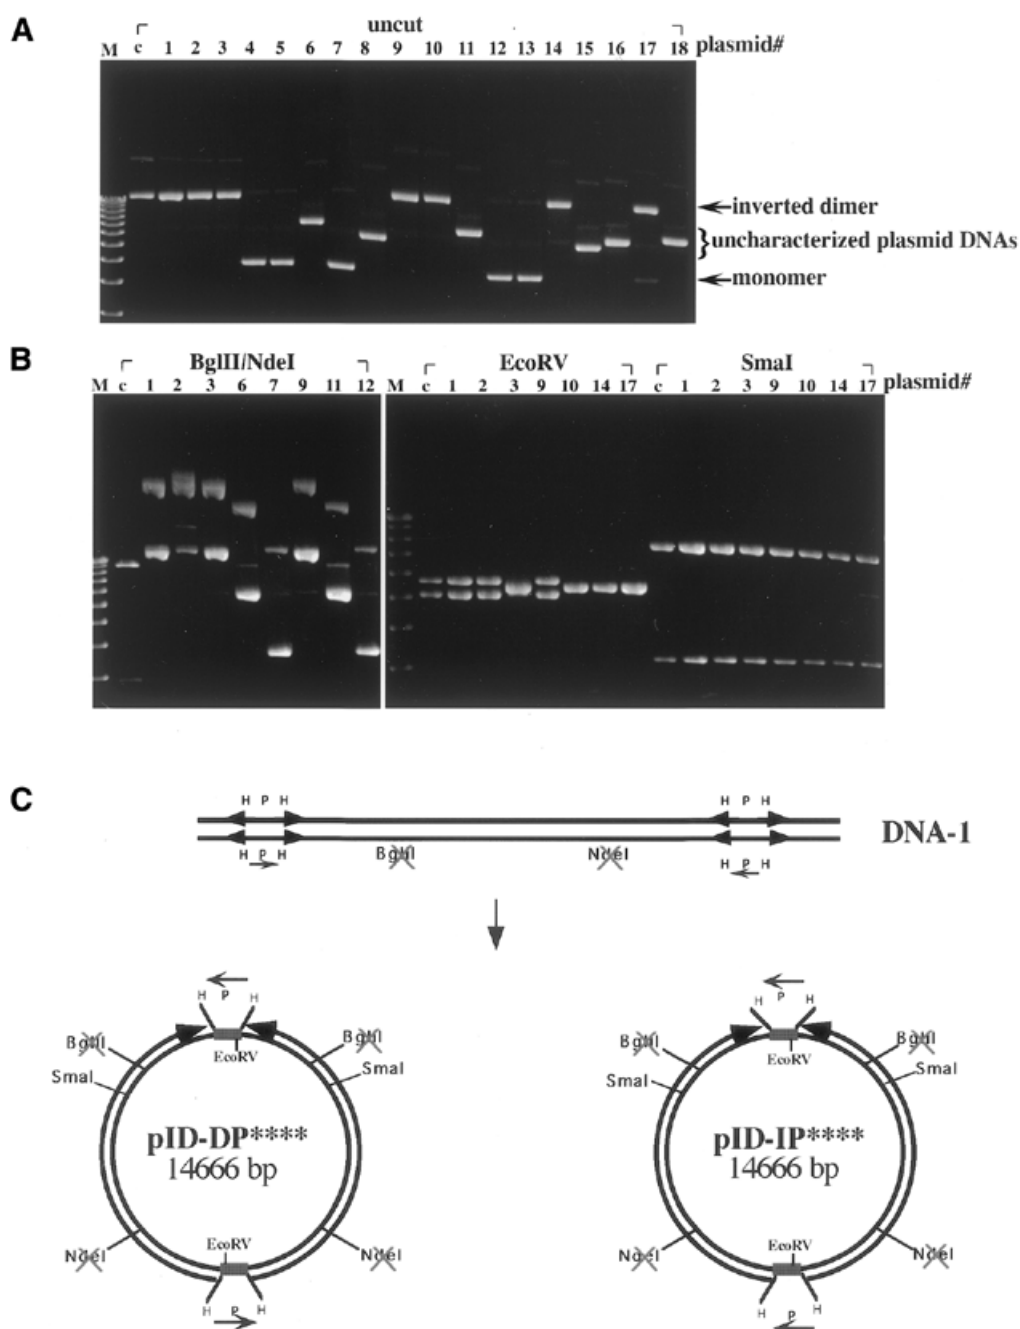 A
uncut
M c 1 2 3 4 5 6 7 8 9 10 11 12 13 14 15 16 17 18 plasmid#
inverted dimer
uncharacterized plasmid DNAs
monomer
B
BglII/NdeI EcoRV SmaI
M c 1 2 3 6 7 9 11 12 M c 1 2 3 9 10 14 17 c 1 2 3 9 10 14 17 plasmid#
C
H P H H P H
DNA-1
H P H BglII NdeI H P H
H P H H P H
BglII EcoRV BglII BglII EcoRV BglII
SmaI SmaI SmaI SmaI
pID-DP**** pID-IP****
14666 bp 14666 bp
NdeI EcoRV NdeI NdeI EcoRV NdeI
H P H H P H